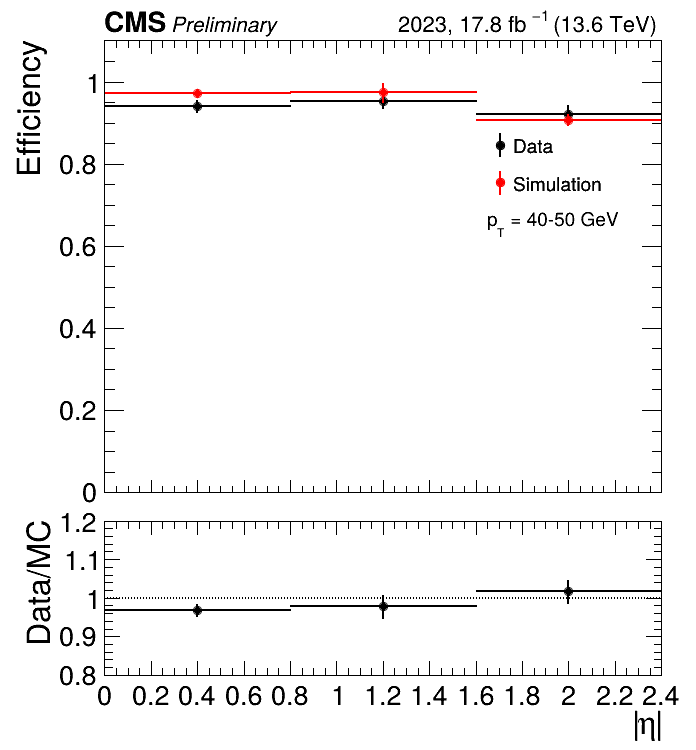 CMS Preliminary 2023, 17.8 fb⁻¹ (13.6 TeV)
Efficiency
1
0.8
0.6
0.4
0.2
0
Data
Simulation
p_T = 40-50 GeV
Data/MC
1.2
1.1
1
0.9
0.8
0 0.2 0.4 0.6 0.8 1 1.2 1.4 1.6 1.8 2 2.2 2.4
|η|